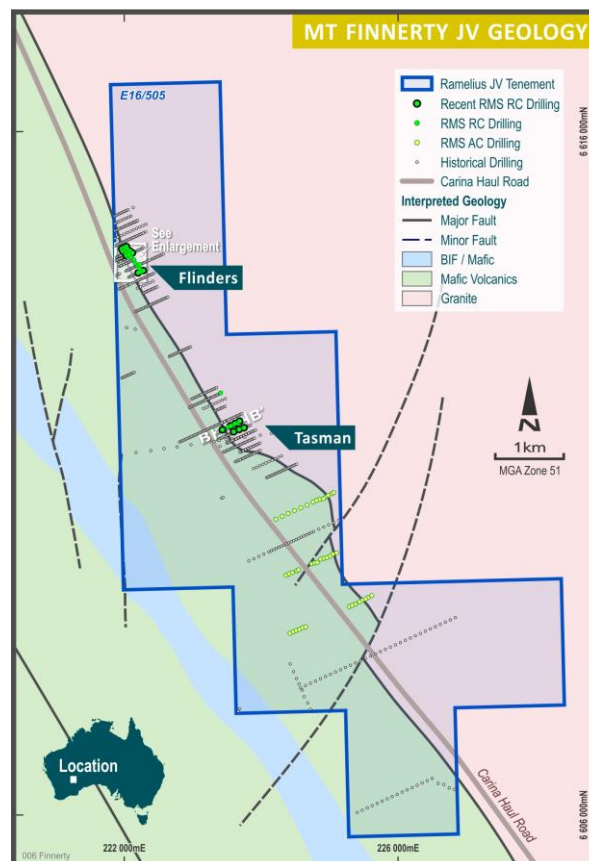 MT FINNERTY JV GEOLOGY
E16/505
Ramelius JV Tenement
Recent RMS RC Drilling
RMS RC Drilling
RMS AC Drilling
Historical Drilling
Carina Haul Road
Interpreted Geology
Major Fault
Minor Fault
BIF / Mafic
Mafic Volcanics
Granite
6 616 000mN
See
Enlargement
Flinders
Tasman
1km
MGA Zone 51
Location
Carina Haul Road
6 606 000mN
222 000mE
226 000mE
006 Finnerty